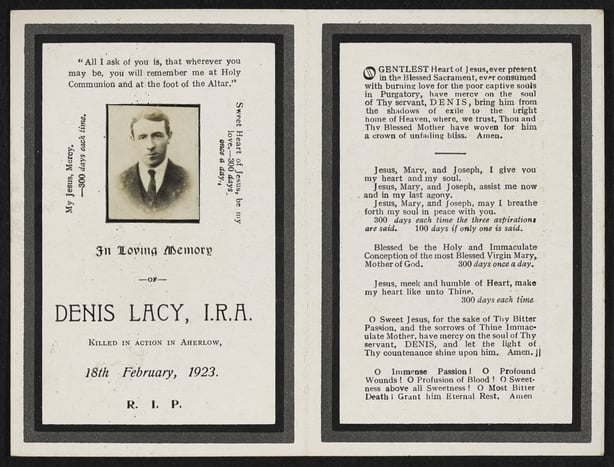 "All I ask of you is, that wherever you
may be, you will remember me at Holy
Communion and at the foot of the Altar."
My Jesus, Mercy.
—300 days each time.
Sweet Heart of Jesus, be my
love.—300 days,
once a day.
In Loving Memory
—OF—
DENIS LACY, I.R.A.
KILLED IN ACTION IN AHERLOW,
18th February, 1923.
R. I. P.
O GENTLEST Heart of Jesus, ever present
in the Blessed Sacrament, ever consumed
with burning love for the poor captive souls
in Purgatory, have mercy on the soul
of Thy servant, DENIS, bring him from
the shadows of exile to the bright
home of Heaven, where, we trust, Thou and
Thy Blessed Mother have woven for him
a crown of unfading bliss. Amen.
Jesus, Mary, and Joseph, I give you
my heart and my soul.
Jesus, Mary, and Joseph, assist me now
and in my last agony.
Jesus, Mary, and Joseph, may I breathe
forth my soul in peace with you.
300 days each time the three aspirations
are said. 100 days if only one is said.
Blessed be the Holy and Immaculate
Conception of the most Blessed Virgin Mary,
Mother of God. 300 days once a day.
Jesus, meek and humble of Heart, make
my heart like unto Thine.
300 days each time
O Sweet Jesus, for the sake of Thy Bitter
Passion, and the sorrows of Thine Immac-
ulate Mother, have mercy on the soul of Thy
servant, DENIS, and let the light of
Thy countenance shine upon him. Amen.
O Immense Passion! O Profound
Wounds! O Profusion of Blood! O Sweet-
ness above all Sweetness! O Most Bitter
Death! Grant him Eternal Rest. Amen